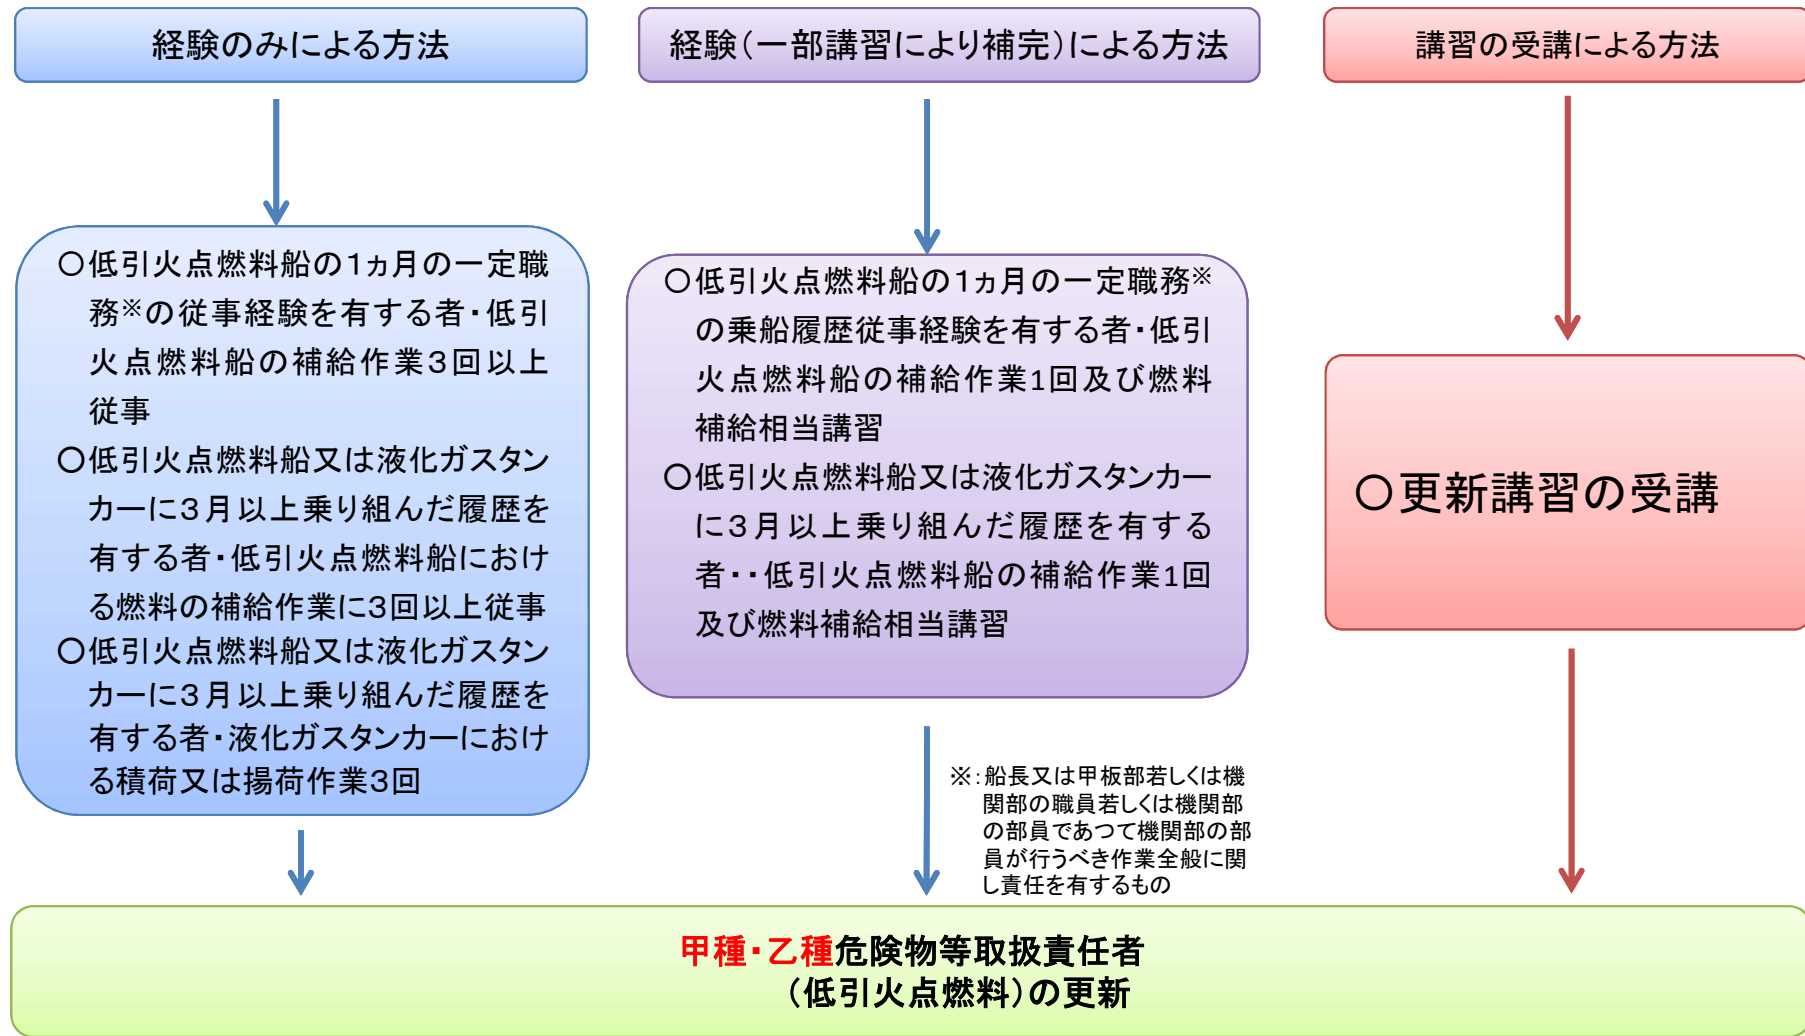 経験のみによる方法
経験（一部講習により補完）による方法
講習の受講による方法
○低引火点燃料船の１ヵ月の一定職
務※の従事経験を有する者・低引
火点燃料船の補給作業３回以上
従事
○低引火点燃料船又は液化ガスタン
カーに３月以上乗り組んだ履歴を
有する者・低引火点燃料船におけ
る燃料の補給作業に3回以上従事
○低引火点燃料船又は液化ガスタン
カーに３月以上乗り組んだ履歴を
有する者・液化ガスタンカーにおけ
る積荷又は揚荷作業３回
○低引火点燃料船の１ヵ月の一定職務※
の乗船履歴従事経験を有する者・低引
火点燃料船の補給作業1回及び燃料
補給相当講習
○低引火点燃料船又は液化ガスタンカー
に３月以上乗り組んだ履歴を有する
者・・低引火点燃料船の補給作業1回
及び燃料補給相当講習
○更新講習の受講
※：船長又は甲板部若しくは機
関部の職員若しくは機関部
の部員であつて機関部の部
員が行うべき作業全般に関
し責任を有するもの
甲種・乙種危険物等取扱責任者
（低引火点燃料）の更新